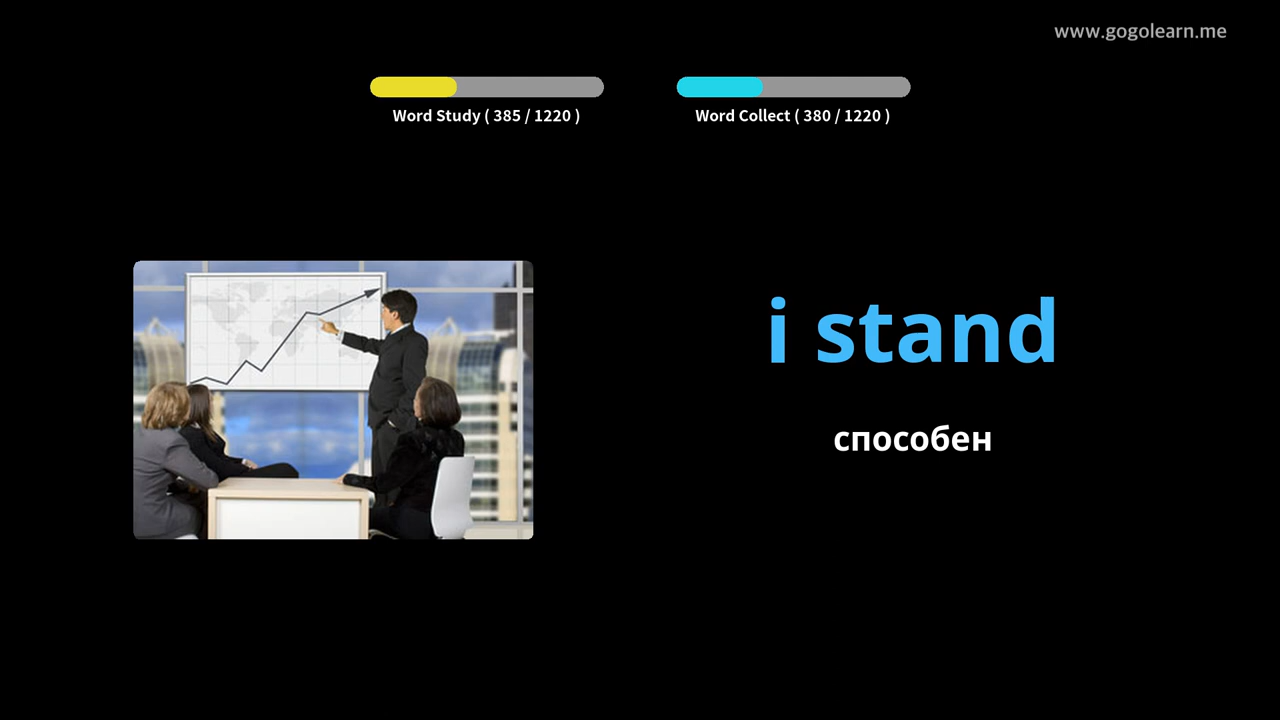 www.gogolearn.me
Word Study ( 385 / 1220 )
Word Collect ( 380 / 1220 )
i stand
способен